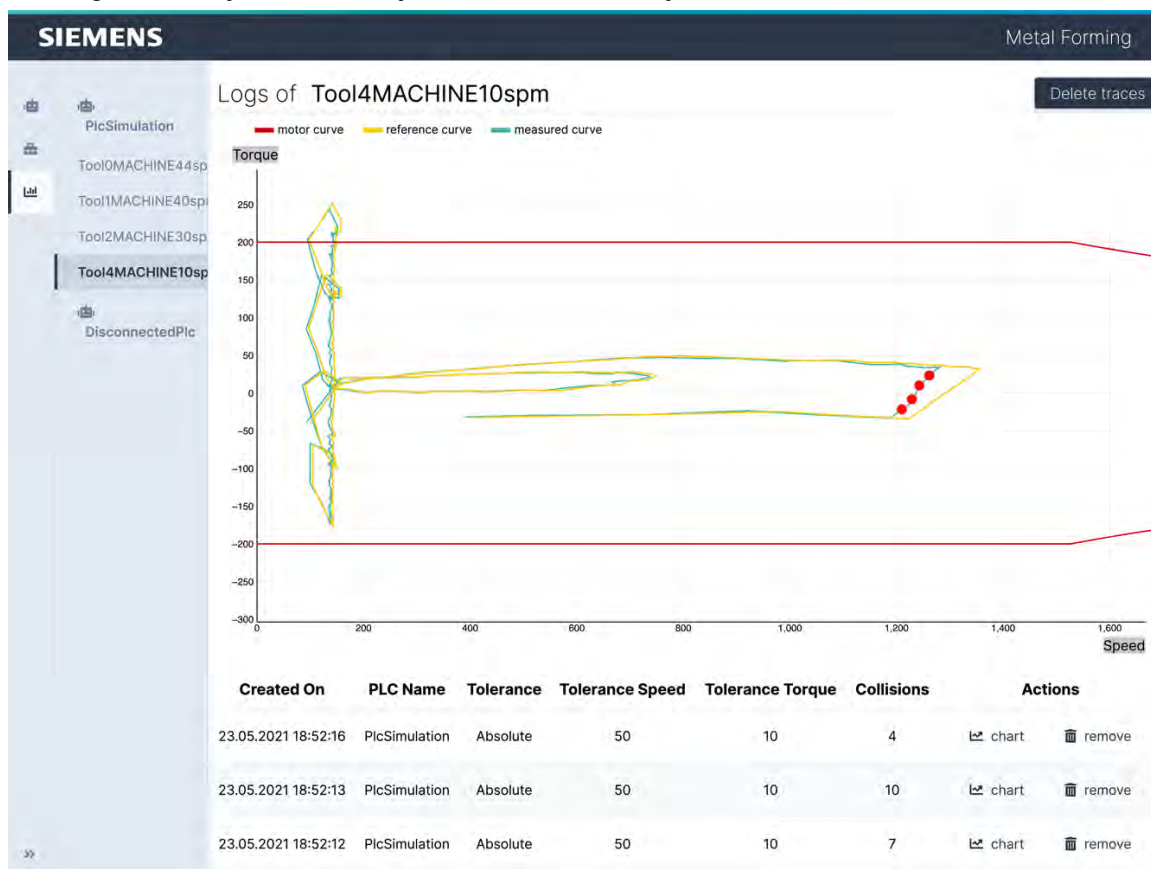 SIEMENS
Metal Forming
PlcSimulation
Tool0MACHINE44sp
Tool1MACHINE40sp
Tool2MACHINE30sp
Tool4MACHINE10sp
DisconnectedPlc
Logs of Tool4MACHINE10spm
Delete traces
motor curve reference curve measured curve
Torque
250
200
150
100
50
0
−50
−100
−150
−200
−250
−300
0 200 400 600 800 1,000 1,200 1,400 1,600
Speed
Created On PLC Name Tolerance Tolerance Speed Tolerance Torque Collisions Actions
23.05.2021 18:52:16 PlcSimulation Absolute 50 10 4 chart remove
23.05.2021 18:52:13 PlcSimulation Absolute 50 10 10 chart remove
23.05.2021 18:52:12 PlcSimulation Absolute 50 10 7 chart remove